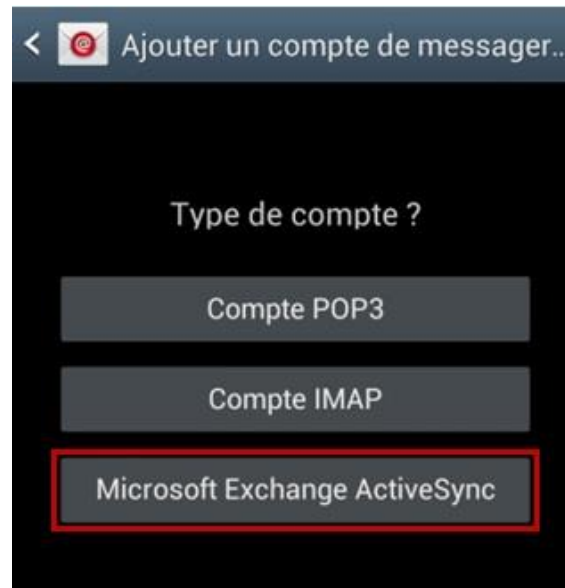 Ajouter un compte de messager..
Type de compte ?
Compte POP3
Compte IMAP
Microsoft Exchange ActiveSync